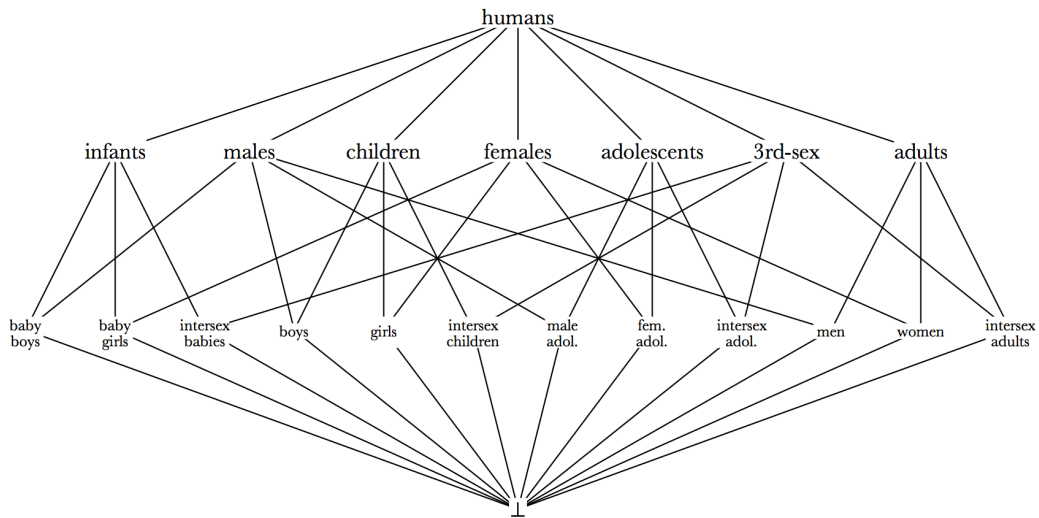 humans
infants males children females adolescents 3rd-sex adults
baby boys
baby girls
intersex babies
boys
girls
intersex children
male adol.
fem. adol.
intersex adol.
men
women
intersex adults
⊥